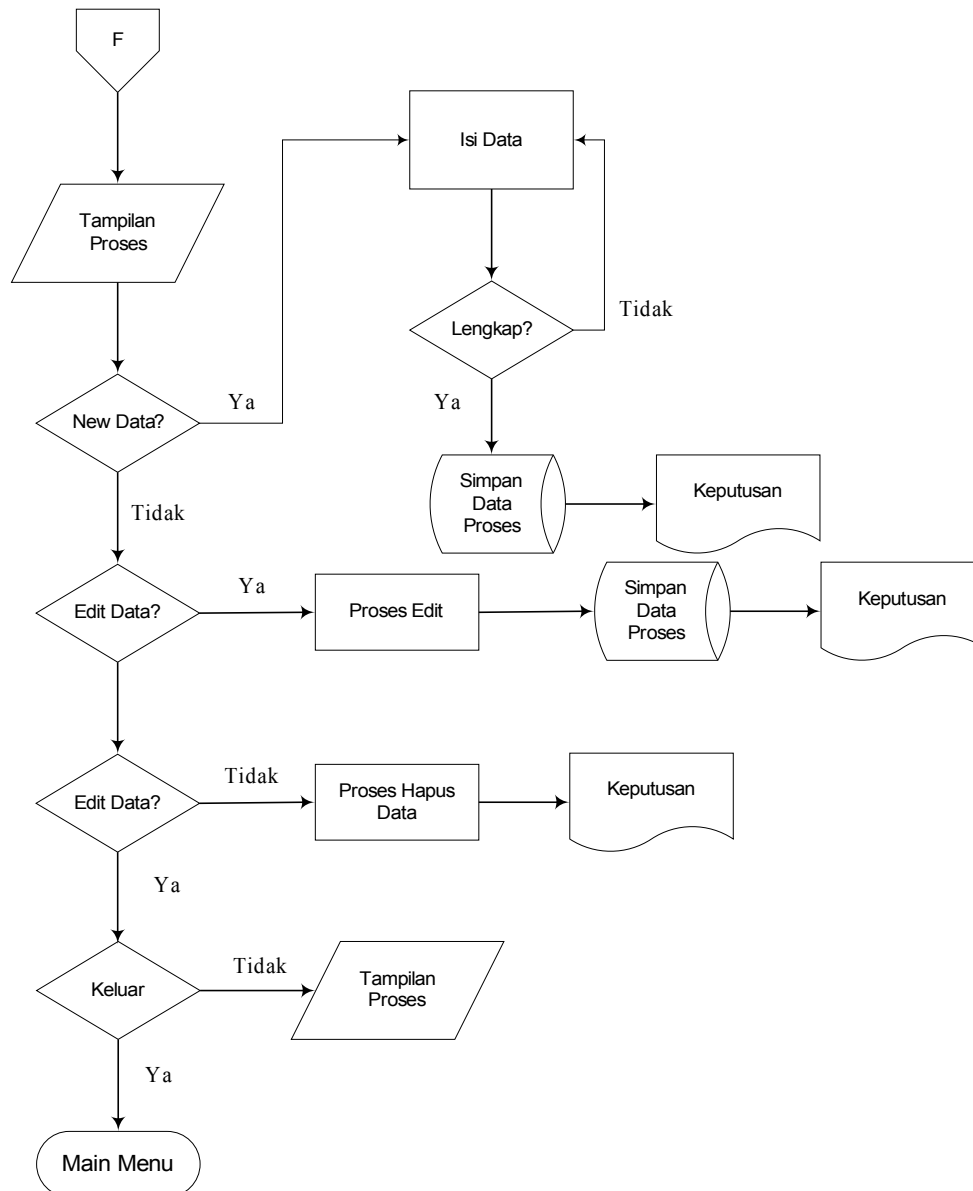 F
Isi Data
Tampilan
Proses
Lengkap?
Tidak
New Data?
Ya
Ya
Simpan
Data
Proses
Keputusan
Tidak
Edit Data?
Ya
Proses Edit
Simpan
Data
Proses
Keputusan
Edit Data?
Tidak
Proses Hapus
Data
Keputusan
Ya
Keluar
Tidak
Tampilan
Proses
Ya
Main Menu